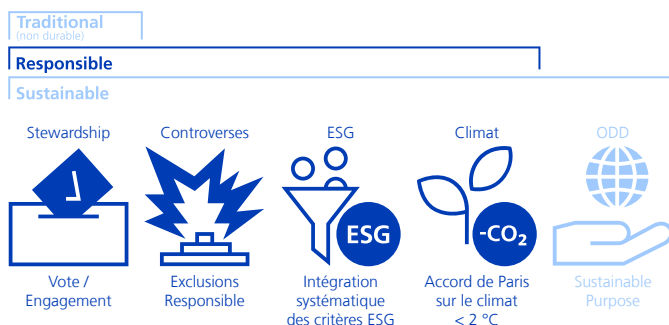 Traditional
(non durable)
Responsible
Sustainable
Stewardship
Controverses
ESG
Climat
ODD
ESG
-CO₂
Vote /
Engagement
Exclusions
Responsible
Intégration
systématique
des critères ESG
Accord de Paris
sur le climat
< 2 °C
Sustainable
Purpose